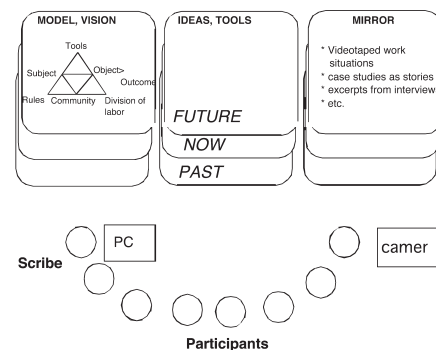 MODEL, VISION
Tools
Subject
Object>
Outcome
Rules
Community
Division of
labor
IDEAS, TOOLS
FUTURE
NOW
PAST
MIRROR
* Videotaped work
situations
* case studies as stories
* excerpts from interview
* etc.
PC
camer
Scribe
Participants